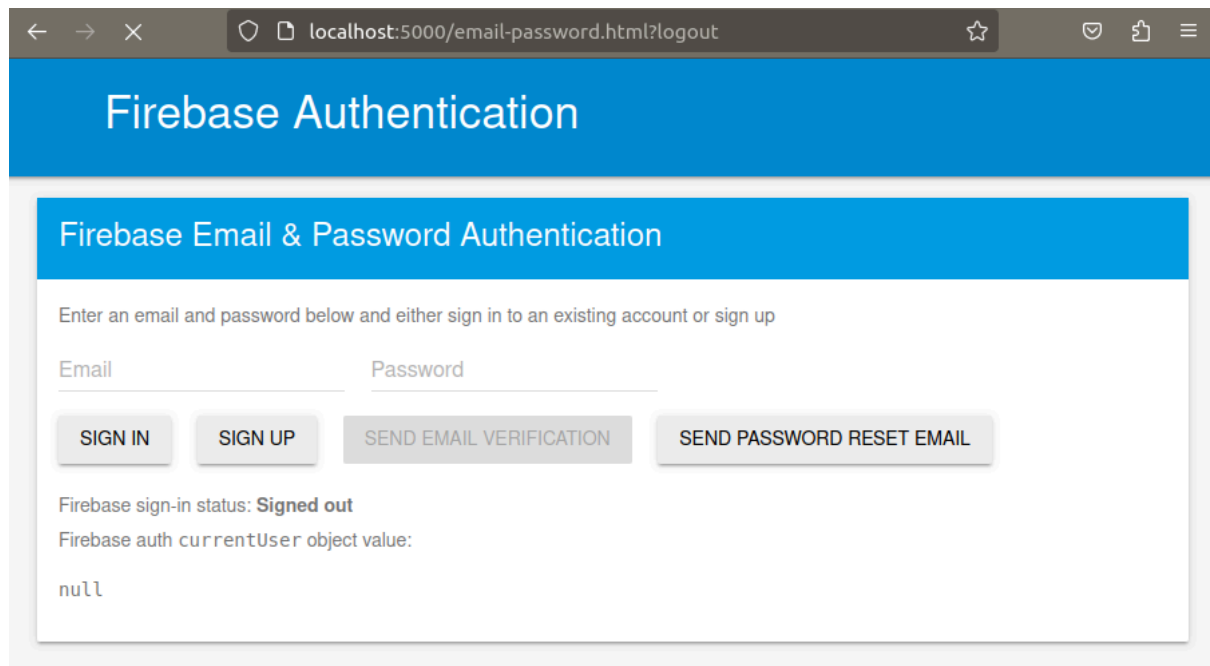 localhost:5000/email-password.html?logout
Firebase Authentication
Firebase Email & Password Authentication
Enter an email and password below and either sign in to an existing account or sign up
Email Password
SIGN IN SIGN UP SEND EMAIL VERIFICATION SEND PASSWORD RESET EMAIL
Firebase sign-in status: Signed out
Firebase auth currentUser object value:
null